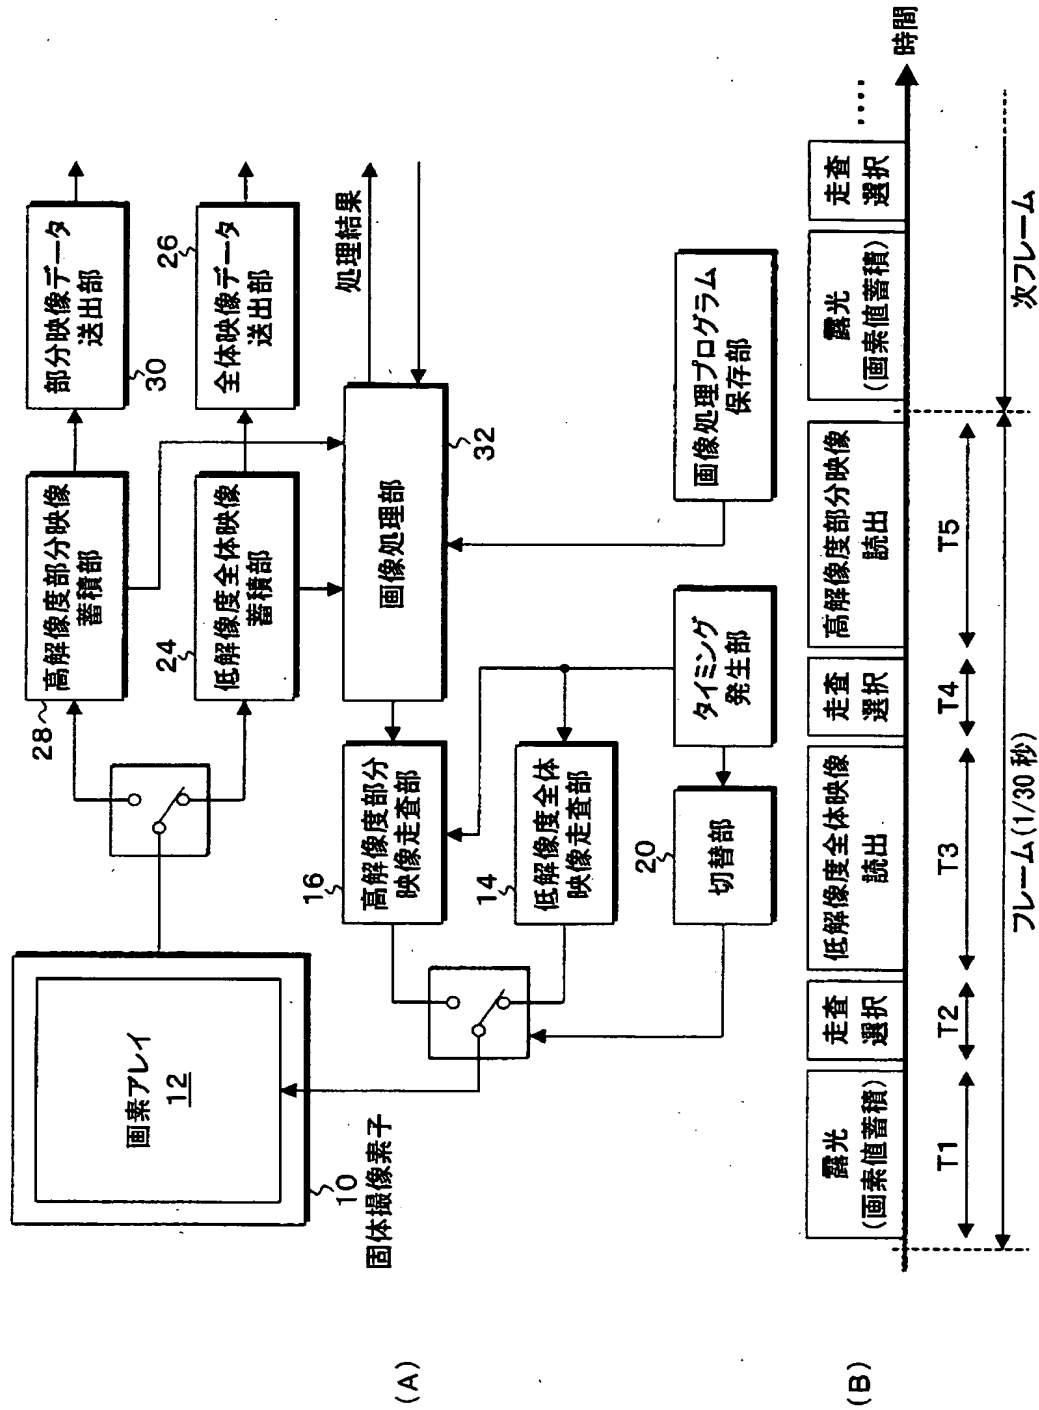 画素アレイ
12
10
固体撮像素子
28
高解像度部分映像
蓄積部
部分映像データ
送出部
30
24
低解像度全体映像
蓄積部
26
全体映像データ
送出部
16
高解像度部分
映像走査部
画像処理部
32
処理結果
14
低解像度全体
映像走査部
20
切替部
タイミング
発生部
画像処理プログラム
保存部
(A)
露光
(画素値蓄積)
走査
選択
低解像度全体映像
読出
走査
選択
高解像度部分映像
読出
露光
(画素値蓄積)
走査
選択
‥‥
時間
T1
T2
T3
T4
T5
フレーム(1/30秒)
次フレーム
(B)